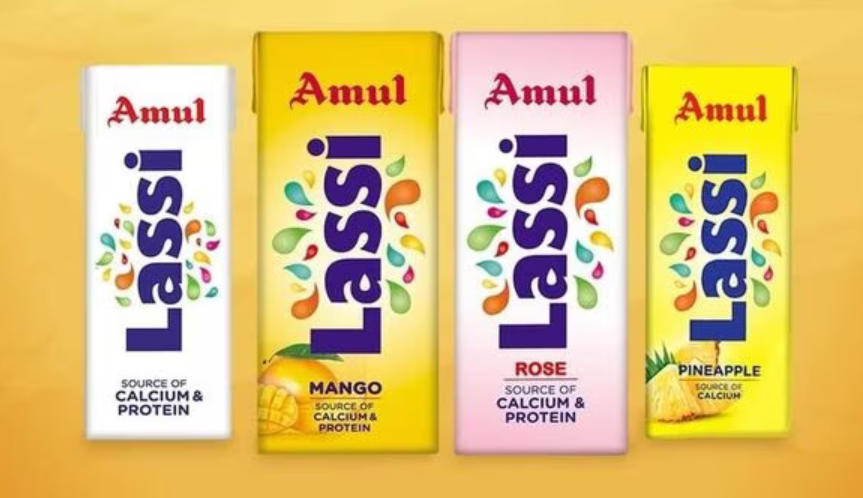 Amul
Lassi
SOURCE OF
CALCIUM &
PROTEIN
Amul
Lassi
MANGO
SOURCE OF
CALCIUM &
PROTEIN
Amul
Lassi
ROSE
SOURCE OF
CALCIUM &
PROTEIN
Amul
Lassi
PINEAPPLE
SOURCE OF
CALCIUM